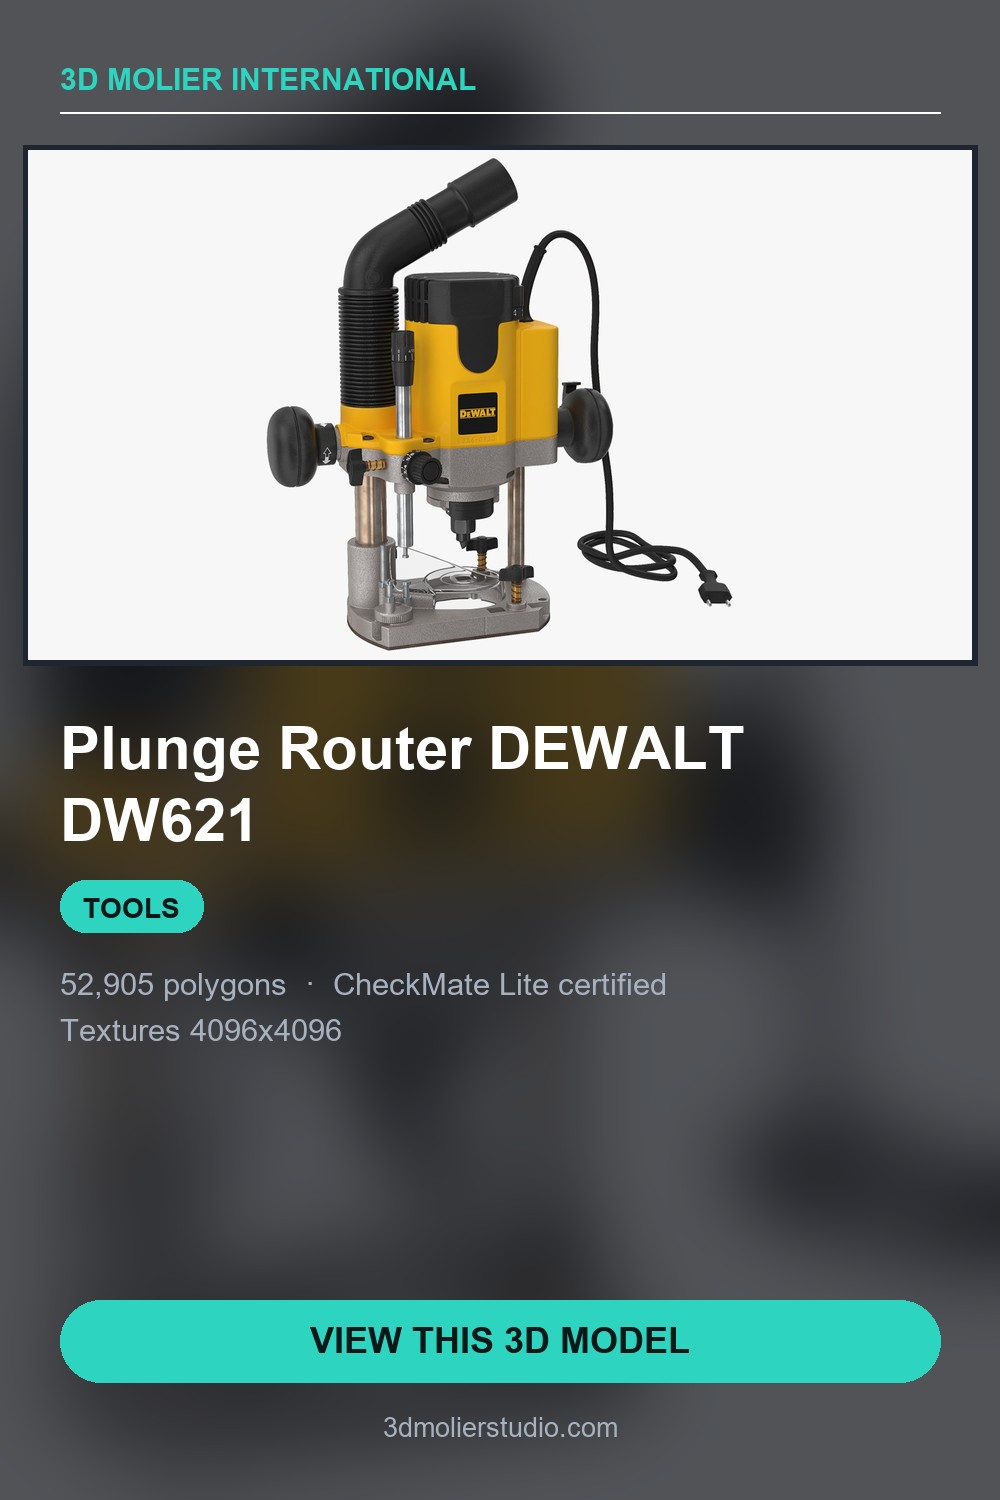 3D MOLIER INTERNATIONAL
DEWALT
Plunge Router DEWALT
DW621
TOOLS
52,905 polygons · CheckMate Lite certified
Textures 4096x4096
VIEW THIS 3D MODEL
3dmolierstudio.com